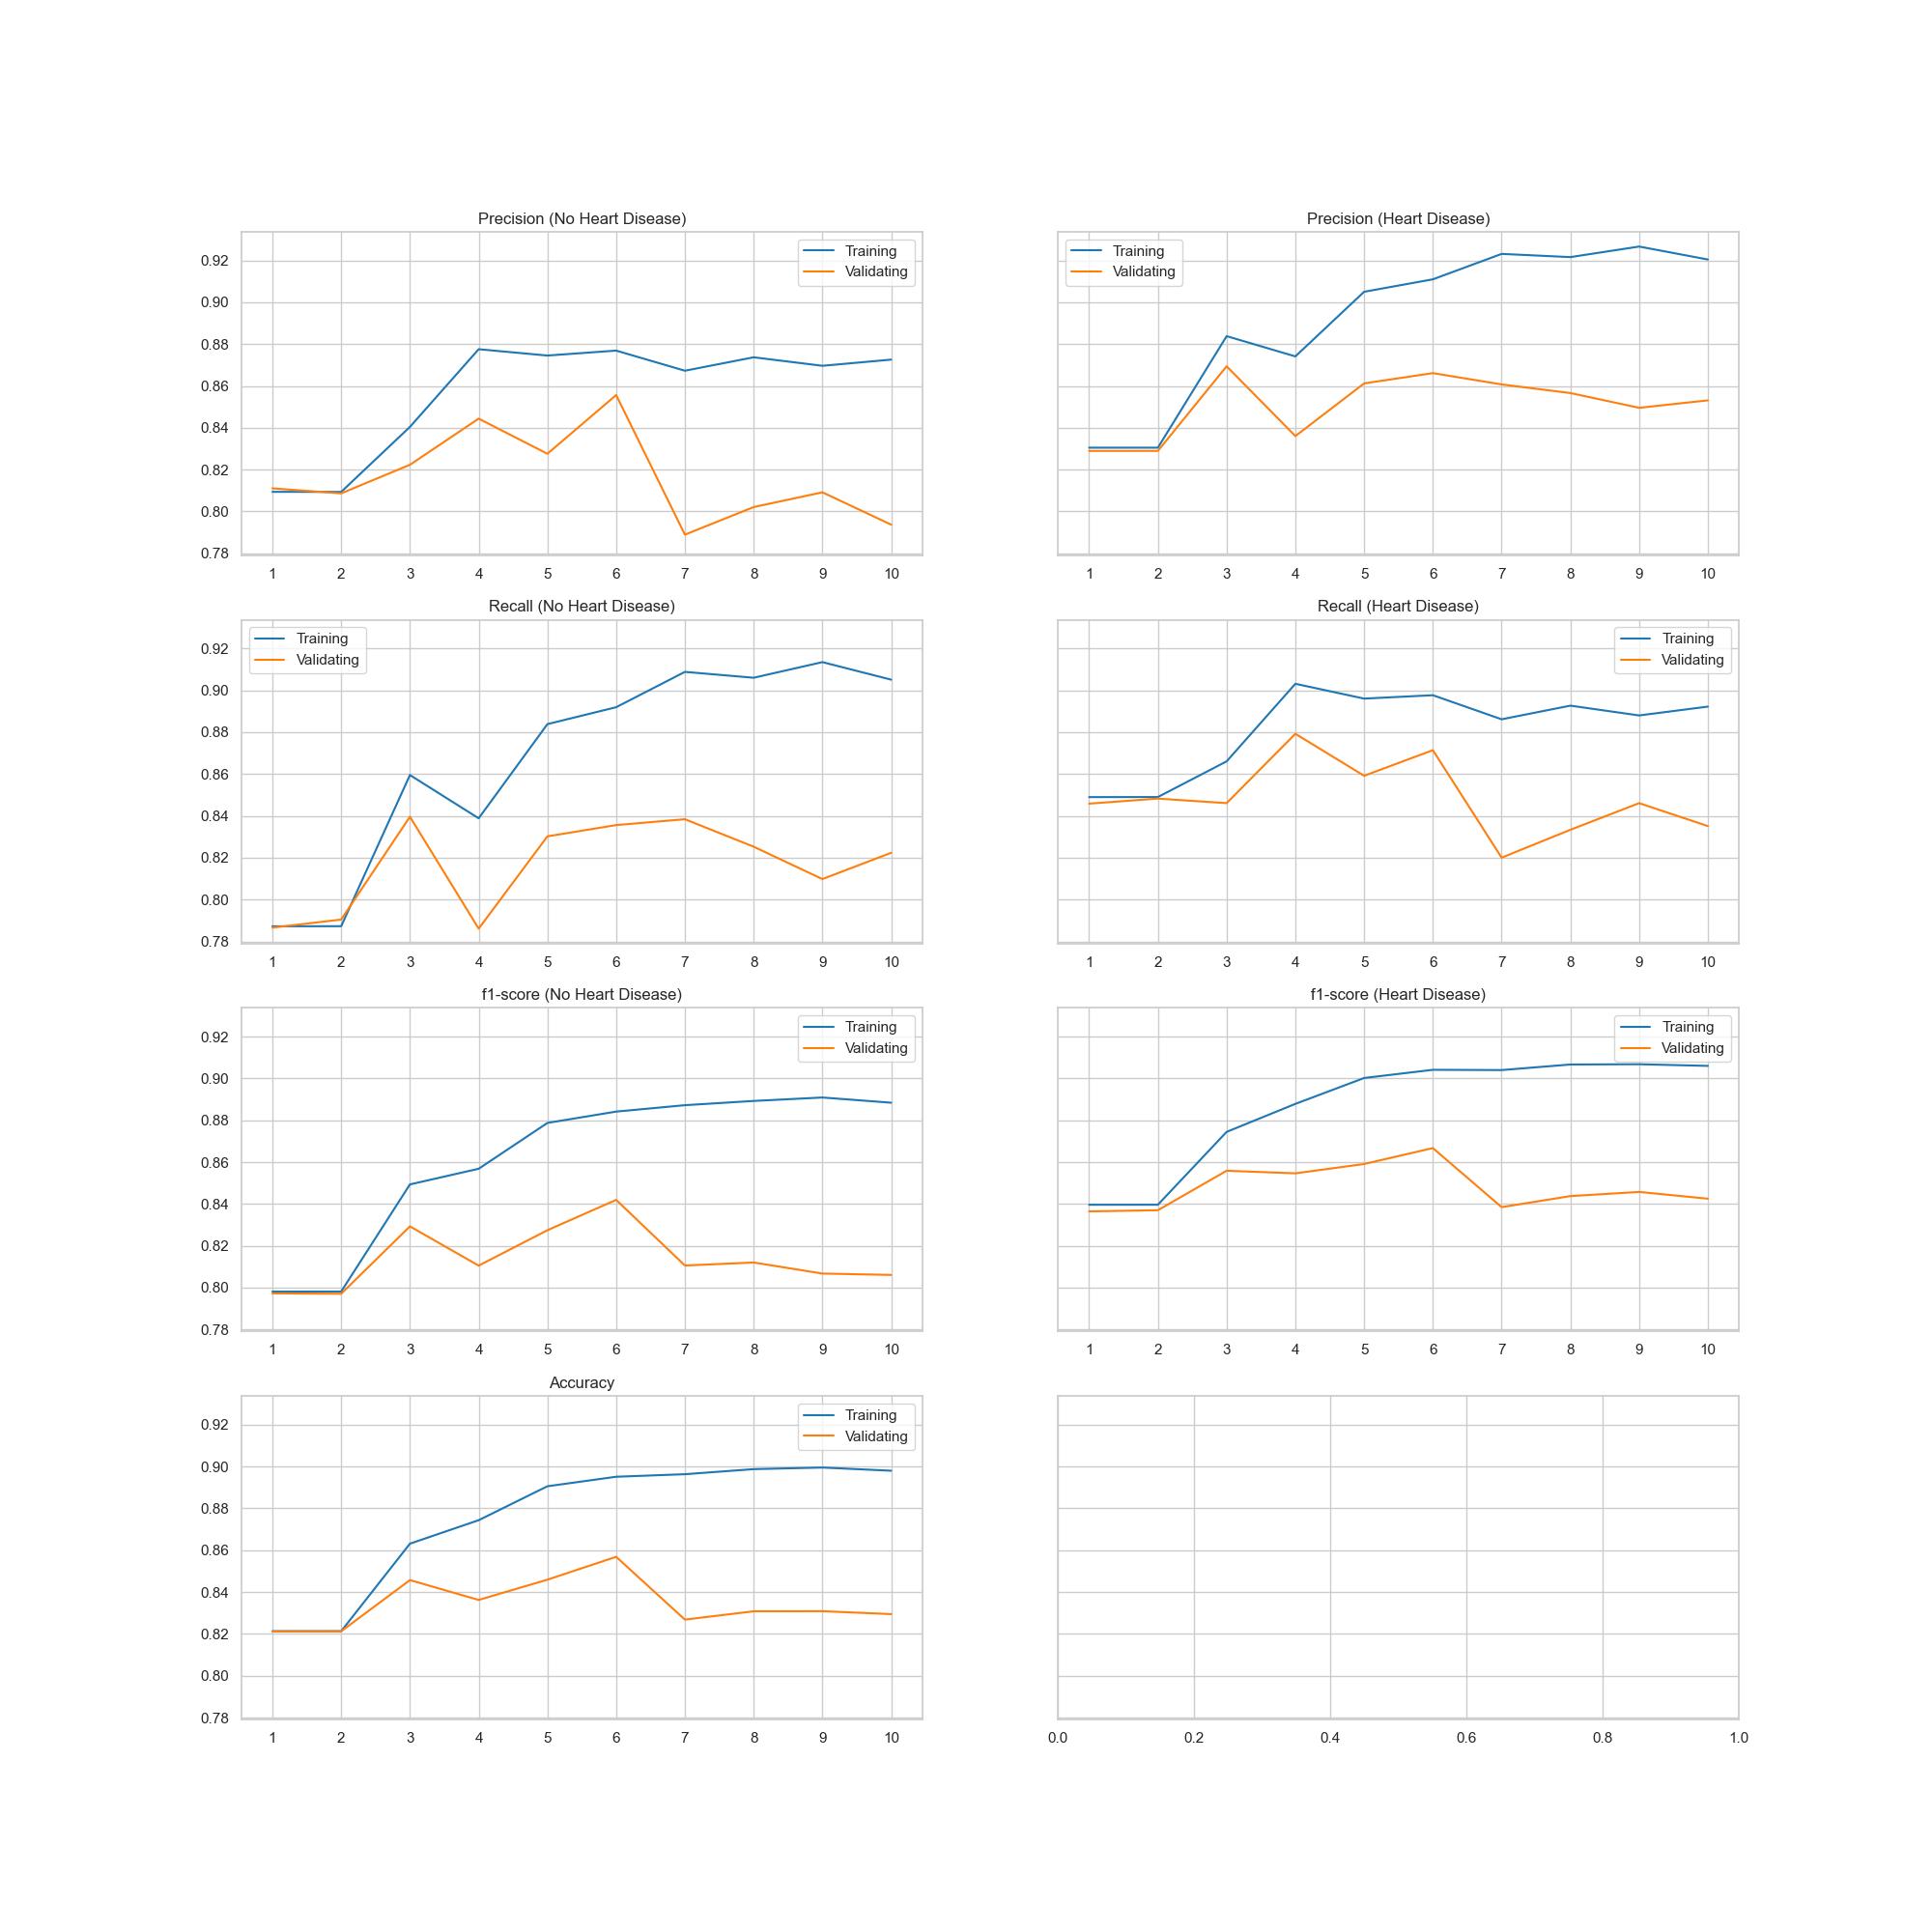 Precision (No Heart Disease)
Training
Validating
0.92
0.90
0.88
0.86
0.84
0.82
0.80
0.78
1 2 3 4 5 6 7 8 9 10
Precision (Heart Disease)
Training
Validating
1 2 3 4 5 6 7 8 9 10
Recall (No Heart Disease)
Training
Validating
0.92
0.90
0.88
0.86
0.84
0.82
0.80
0.78
1 2 3 4 5 6 7 8 9 10
Recall (Heart Disease)
Training
Validating
1 2 3 4 5 6 7 8 9 10
f1-score (No Heart Disease)
Training
Validating
0.92
0.90
0.88
0.86
0.84
0.82
0.80
0.78
1 2 3 4 5 6 7 8 9 10
f1-score (Heart Disease)
Training
Validating
1 2 3 4 5 6 7 8 9 10
Accuracy
Training
Validating
0.92
0.90
0.88
0.86
0.84
0.82
0.80
0.78
1 2 3 4 5 6 7 8 9 10
0.0 0.2 0.4 0.6 0.8 1.0